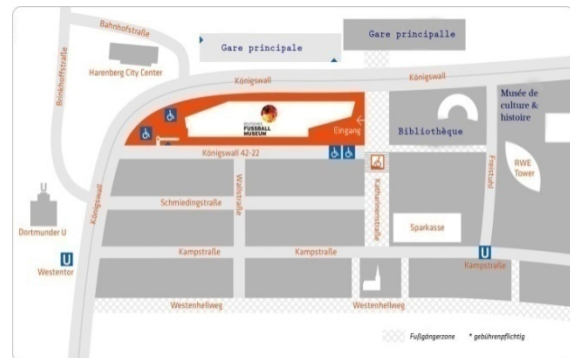 Bahnhofstraße
Gare principale
Gare principalle
Harenberg City Center
Brinkhoffstraße
Königswall
Königswall
Musée de
culture &
histoire
DEUTSCHES
FUSSBALL
MUSEUM
Eingang
Bibliothèque
Königswall 42-22
Freistuhl
RWE
Tower
Königswall
Wallstraße
Katharinenstraße
Schmiedingstraße
Dortmunder U
Sparkasse
U
Westentor
Kampstraße
Kampstraße
U
Kampstraße
Westenhellweg
Westenhellweg
Fußgängerzone
* gebührenpflichtig